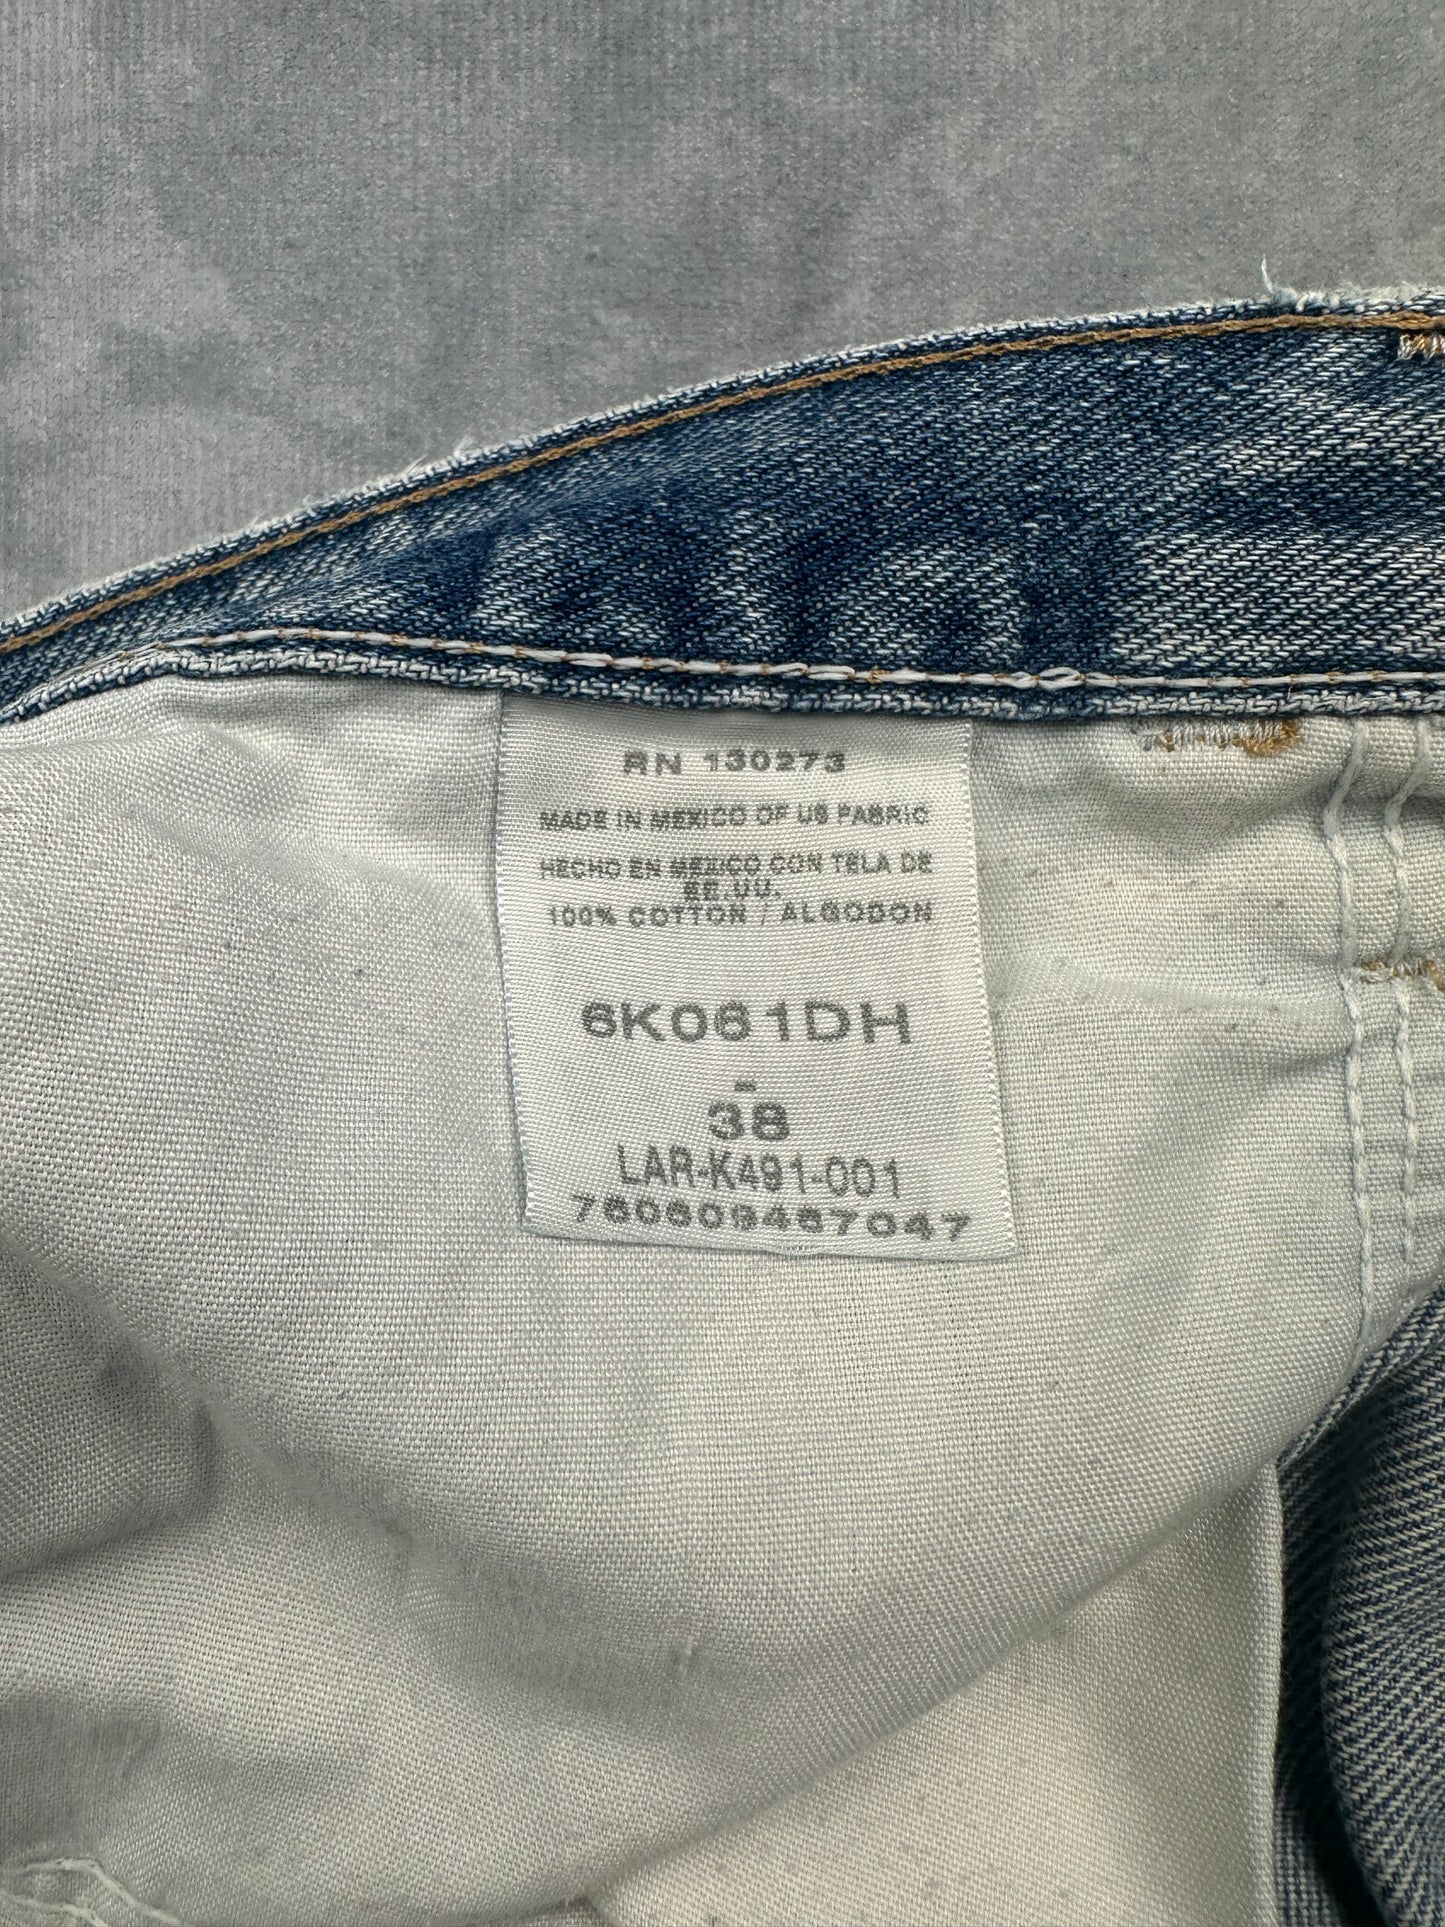 RN 130273
MADE IN MEXICO OF US FABRIC
HECHO EN MEXICO CON TELA DE
EE.UU.
100% COTTON / ALGODON
6K061DH
-
38
LAR-K491-001
760609467047